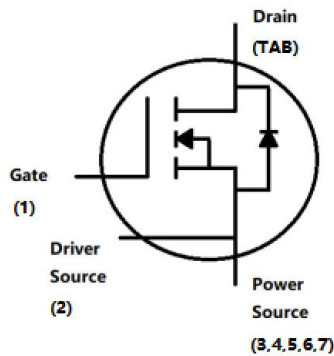 Drain
(TAB)
Gate
(1)
Driver
Source
(2)
Power
Source
(3,4,5,6,7)